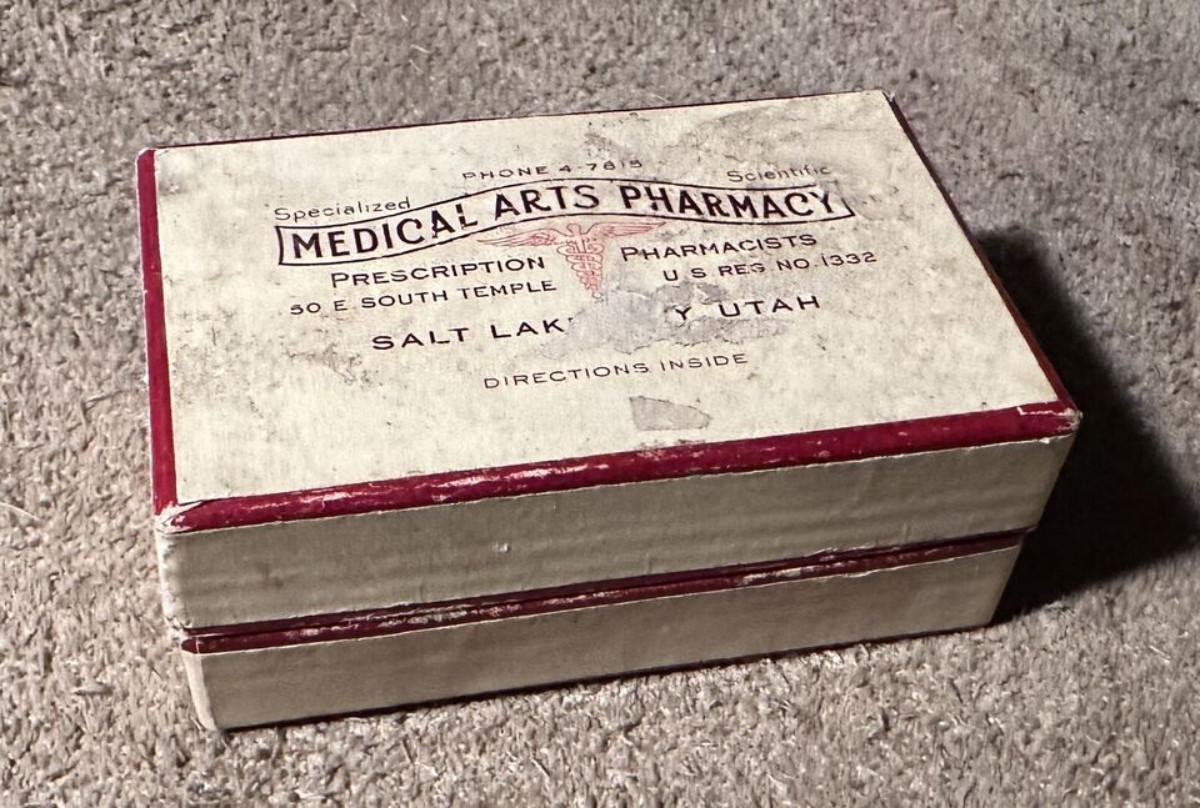 PHONE 4-7815
Specialized Scientific
MEDICAL ARTS PHARMACY
PRESCRIPTION PHARMACISTS
50 E. SOUTH TEMPLE U S REG NO. 1332
SALT LAK Y UTAH
DIRECTIONS INSIDE